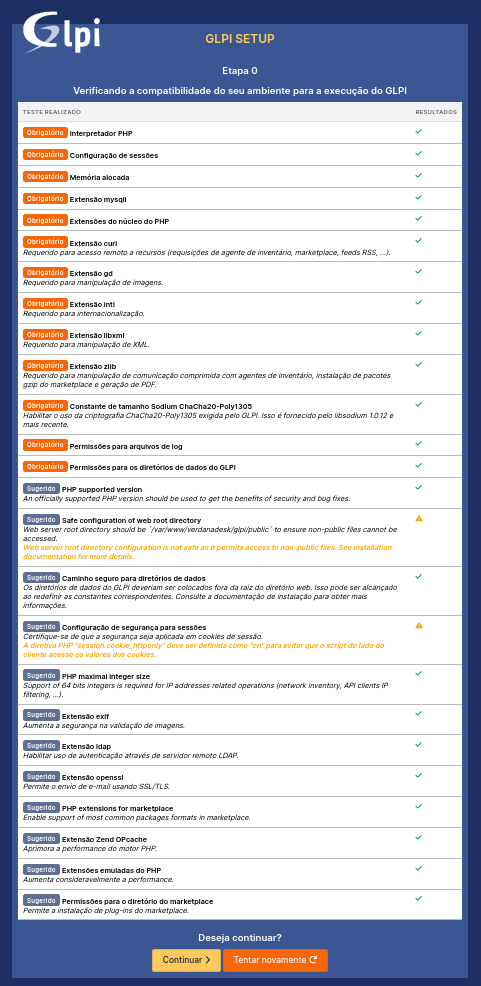 Glpi
GLPI SETUP
Etapa 0
Verificando a compatibilidade do seu ambiente para a execução do GLPI
TESTE REALIZADO RESULTADOS
Obrigatório Interpretador PHP
Obrigatório Configuração de sessões
Obrigatório Memória alocada
Obrigatório Extensão mysqli
Obrigatório Extensões do núcleo do PHP
Obrigatório Extensão curl
Requerido para acesso remoto a recursos (requisições de agente de inventário, marketplace, feeds RSS, ...).
Obrigatório Extensão gd
Requerido para manipulação de imagens.
Obrigatório Extensão intl
Requerido para internacionalização.
Obrigatório Extensão libxml
Requerido para manipulação de XML.
Obrigatório Extensão zlib
Requerido para manipulação de comunicação comprimida com agentes de inventário, instalação de pacotes
gzip do marketplace e geração de PDF.
Obrigatório Constante de tamanho Sodium ChaCha20-Poly1305
Habilitar o uso da criptografia ChaCha20-Poly1305 exigida pelo GLPI. Isso é fornecido pelo libsodium 1.0.12 e
mais recente.
Obrigatório Permissões para arquivos de log
Obrigatório Permissões para os diretórios de dados do GLPI
Sugerido PHP supported version
An officially supported PHP version should be used to get the benefits of security and bug fixes.
Sugerido Safe configuration of web root directory
Web server root directory should be `/var/www/verdanadesk/glpi/public` to ensure non-public files cannot be
accessed.
Web server root directory configuration is not safe as it permits access to non-public files. See installation
documentation for more details.
Sugerido Caminho seguro para diretórios de dados
Os diretórios de dados do GLPI deveriam ser colocados fora da raiz do diretório web. Isso pode ser alcançado
ao redefinir as constantes correspondentes. Consulte a documentação de instalação para obter mais
informações.
Sugerido Configuração de segurança para sessões
Certifique-se de que a segurança seja aplicada em cookies de sessão.
A diretiva PHP "session.cookie_httponly" deve ser definida como "on" para evitar que o script do lado do
cliente acesse os valores dos cookies.
Sugerido PHP maximal integer size
Support of 64 bits integers is required for IP addresses related operations (network inventory, API clients IP
filtering, ...).
Sugerido Extensão exif
Aumenta a segurança na validação de imagens.
Sugerido Extensão ldap
Habilitar uso de autenticação através de servidor remoto LDAP.
Sugerido Extensão openssl
Permite o envio de e-mail usando SSL/TLS.
Sugerido PHP extensions for marketplace
Enable support of most common packages formats in marketplace.
Sugerido Extensão Zend OPcache
Aprimora a performance do motor PHP.
Sugerido Extensões emuladas do PHP
Aumenta consideravelmente a performance.
Sugerido Permissões para o diretório do marketplace
Permite a instalação de plug-ins do marketplace.
Deseja continuar?
Continuar Tentar novamente